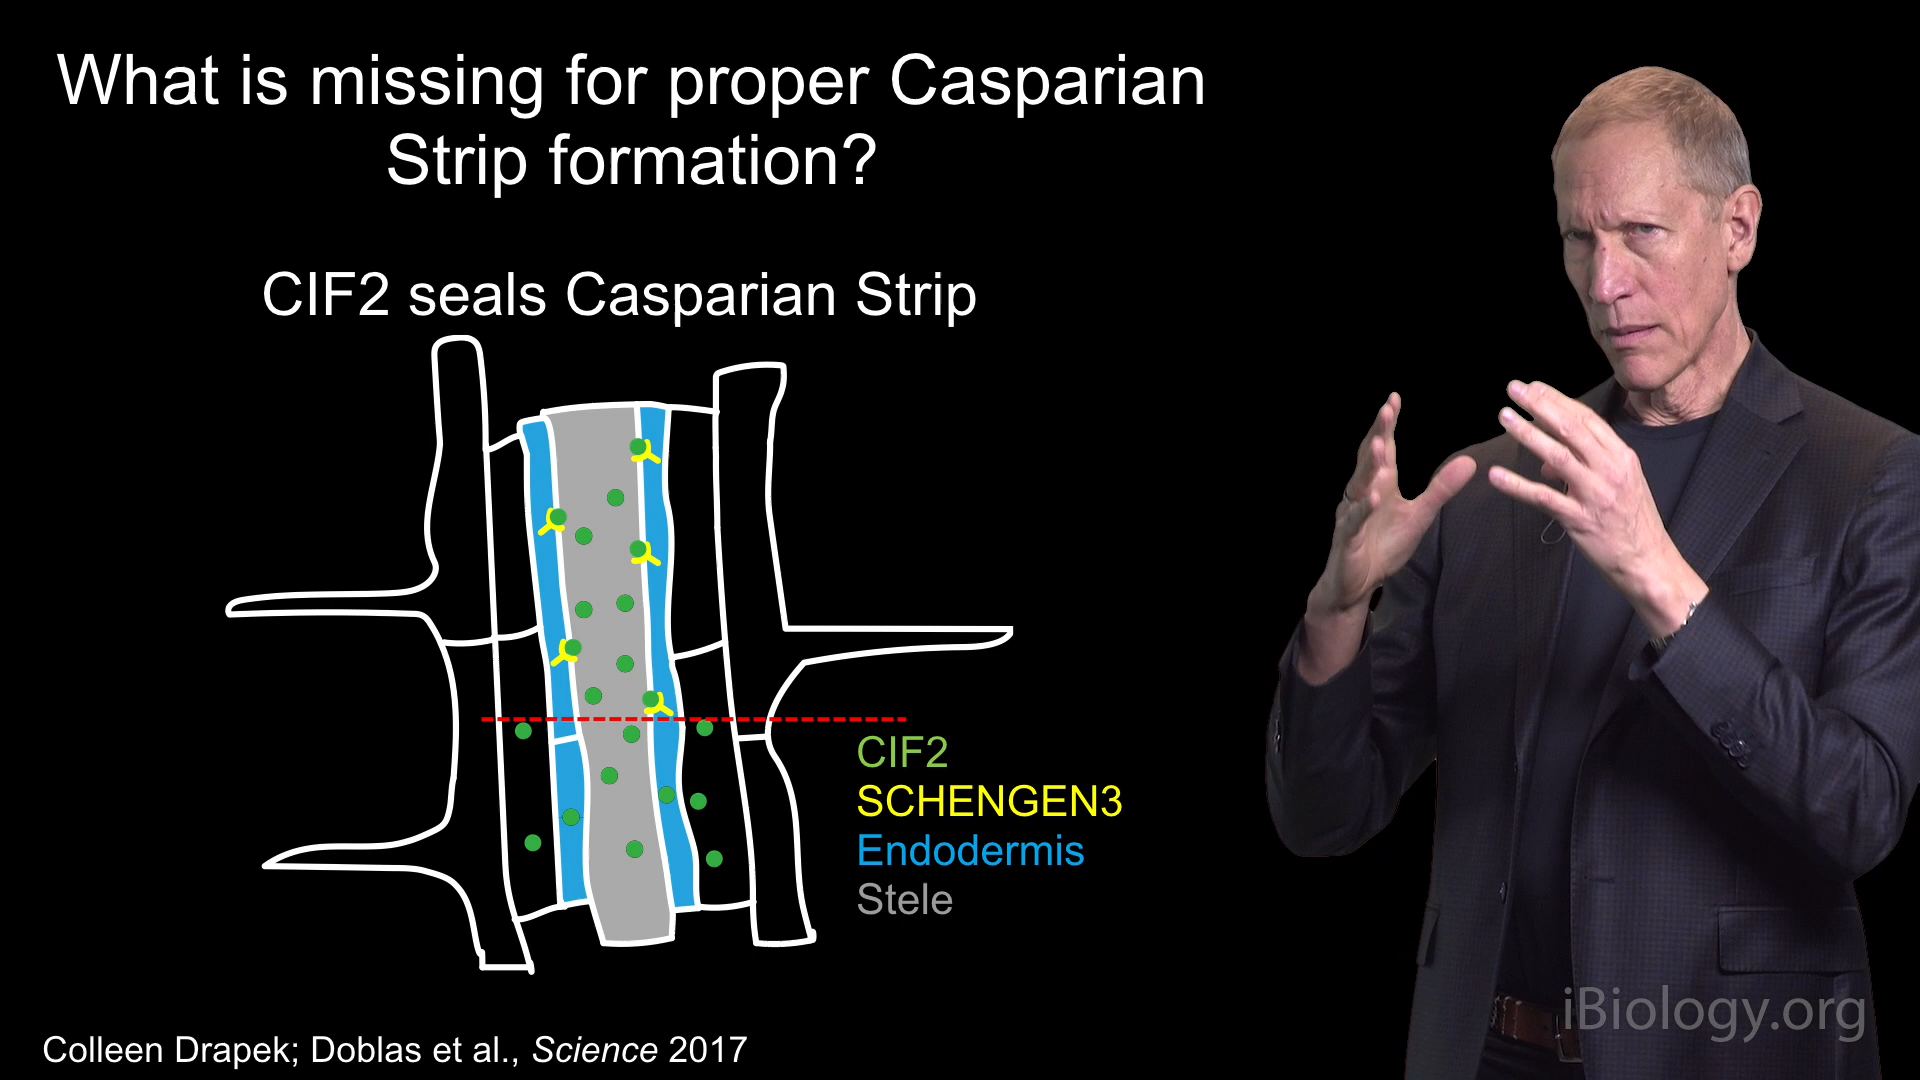 What is missing for proper Casparian
Strip formation?
CIF2 seals Casparian Strip
CIF2
SCHENGEN3
Endodermis
Stele
Colleen Drapek; Doblas et al., Science 2017
iBiology.org